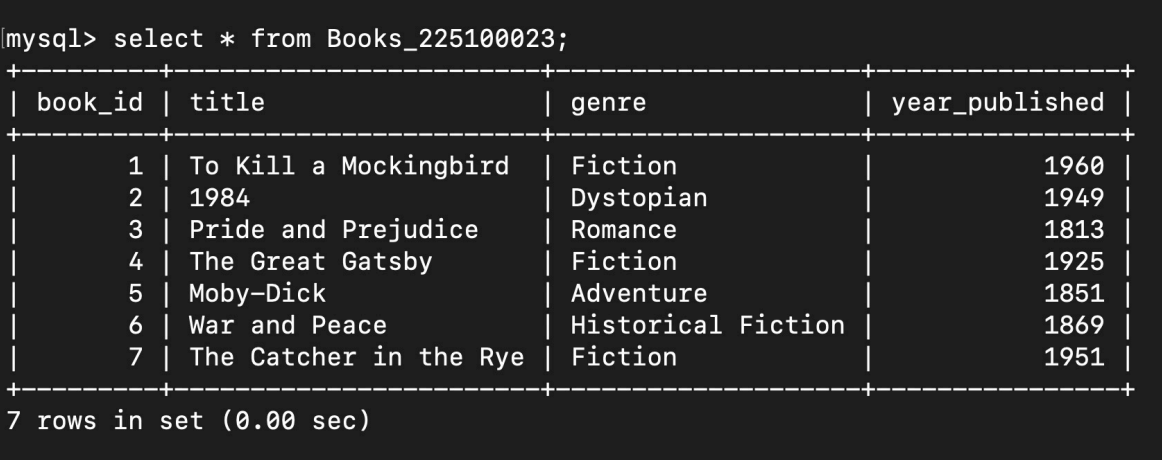 [mysql> select * from Books_225100023;
+---------+------------------------+--------------------+----------------+
| book_id | title                  | genre              | year_published |
+---------+------------------------+--------------------+----------------+
|       1 | To Kill a Mockingbird  | Fiction            |           1960 |
|       2 | 1984                   | Dystopian          |           1949 |
|       3 | Pride and Prejudice    | Romance            |           1813 |
|       4 | The Great Gatsby       | Fiction            |           1925 |
|       5 | Moby-Dick              | Adventure          |           1851 |
|       6 | War and Peace          | Historical Fiction |           1869 |
|       7 | The Catcher in the Rye | Fiction            |           1951 |
+---------+------------------------+--------------------+----------------+
7 rows in set (0.00 sec)